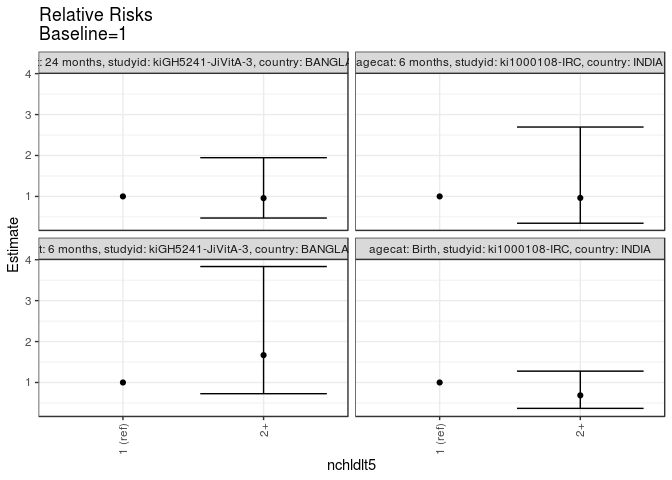 Relative Risks
Baseline=1
t: 24 months, studyid: kiGH5241-JiVitA-3, country: BANGLA
agecat: 6 months, studyid: ki1000108-IRC, country: INDIA
4
3
2
1
t: 6 months, studyid: kiGH5241-JiVitA-3, country: BANGLA
agecat: Birth, studyid: ki1000108-IRC, country: INDIA
4
3
2
1
Estimate
1 (ref)
2+
1 (ref)
2+
nchldlt5